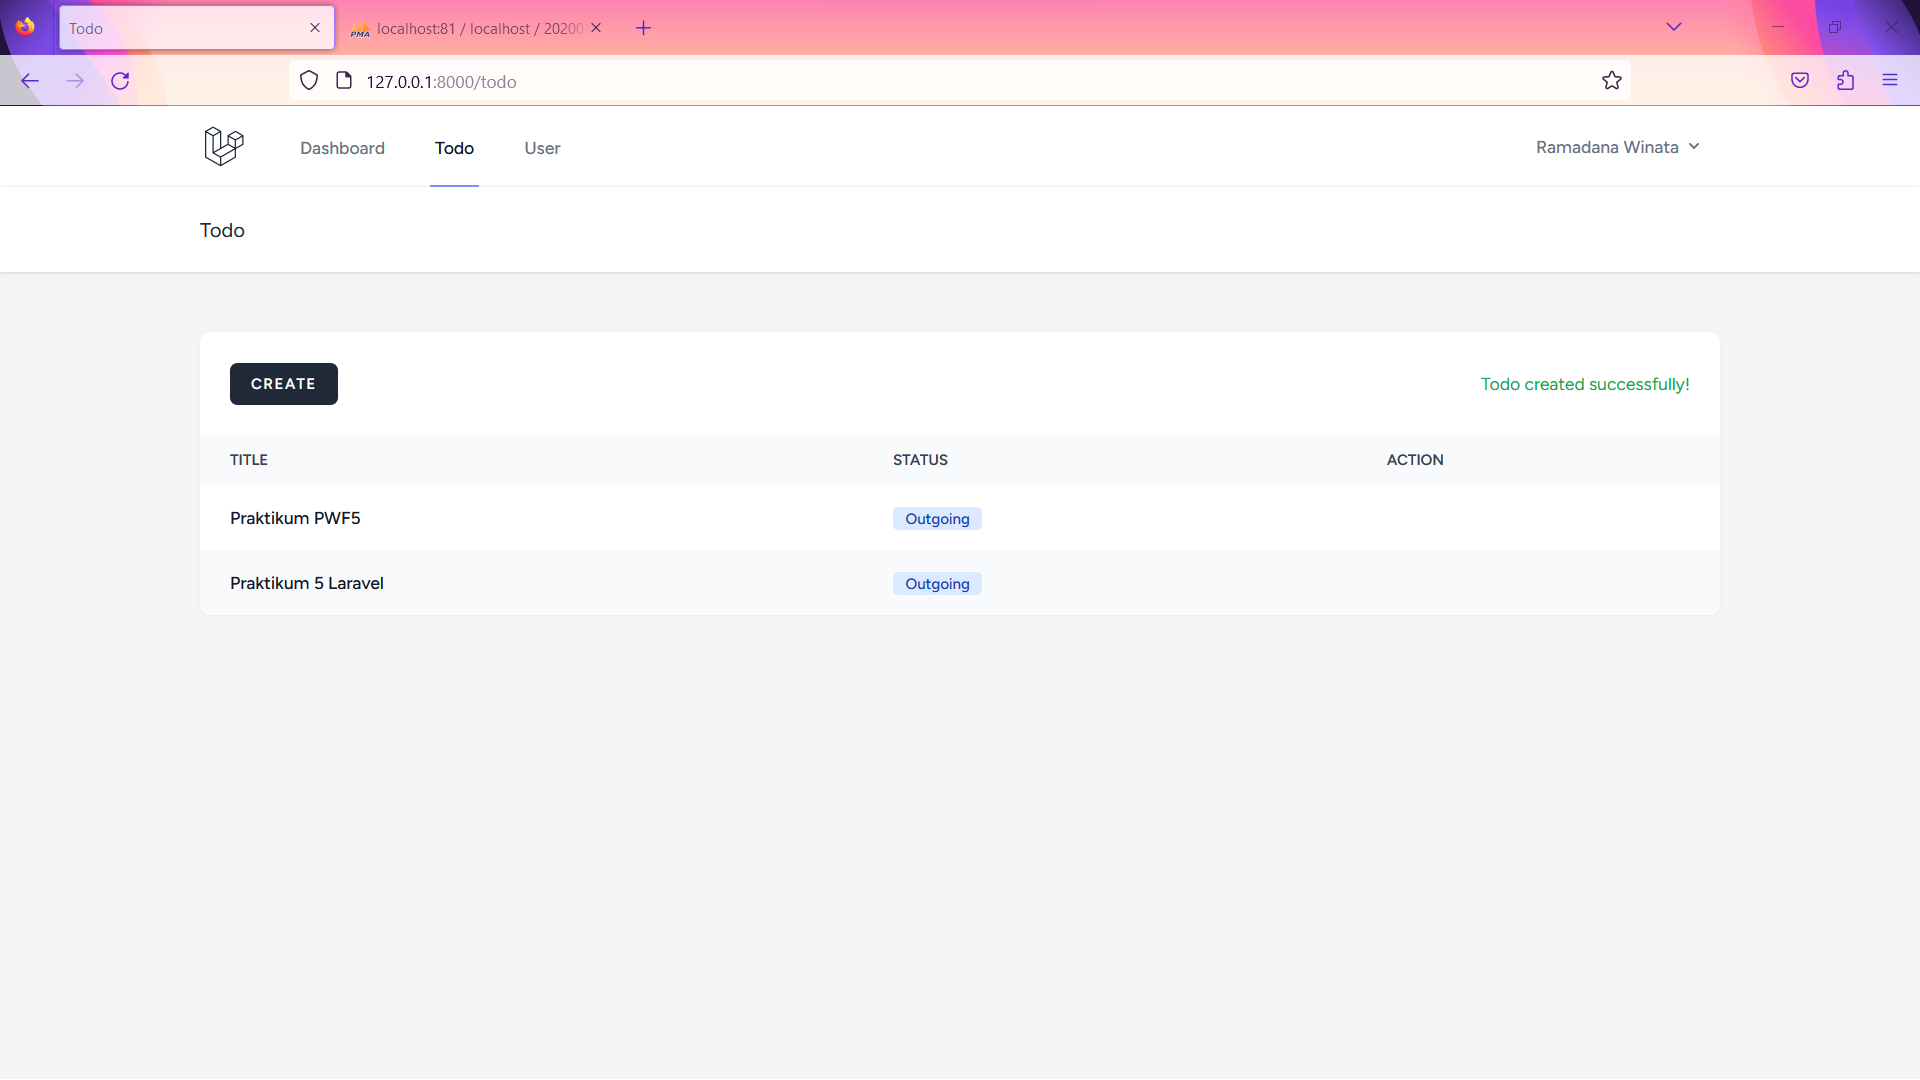 Todo
PMA localhost:81 / localhost / 20200
127.0.0.1:8000/todo
Dashboard Todo User Ramadana Winata
Todo
CREATE Todo created successfully!
TITLE STATUS ACTION
Praktikum PWF5 Outgoing
Praktikum 5 Laravel Outgoing